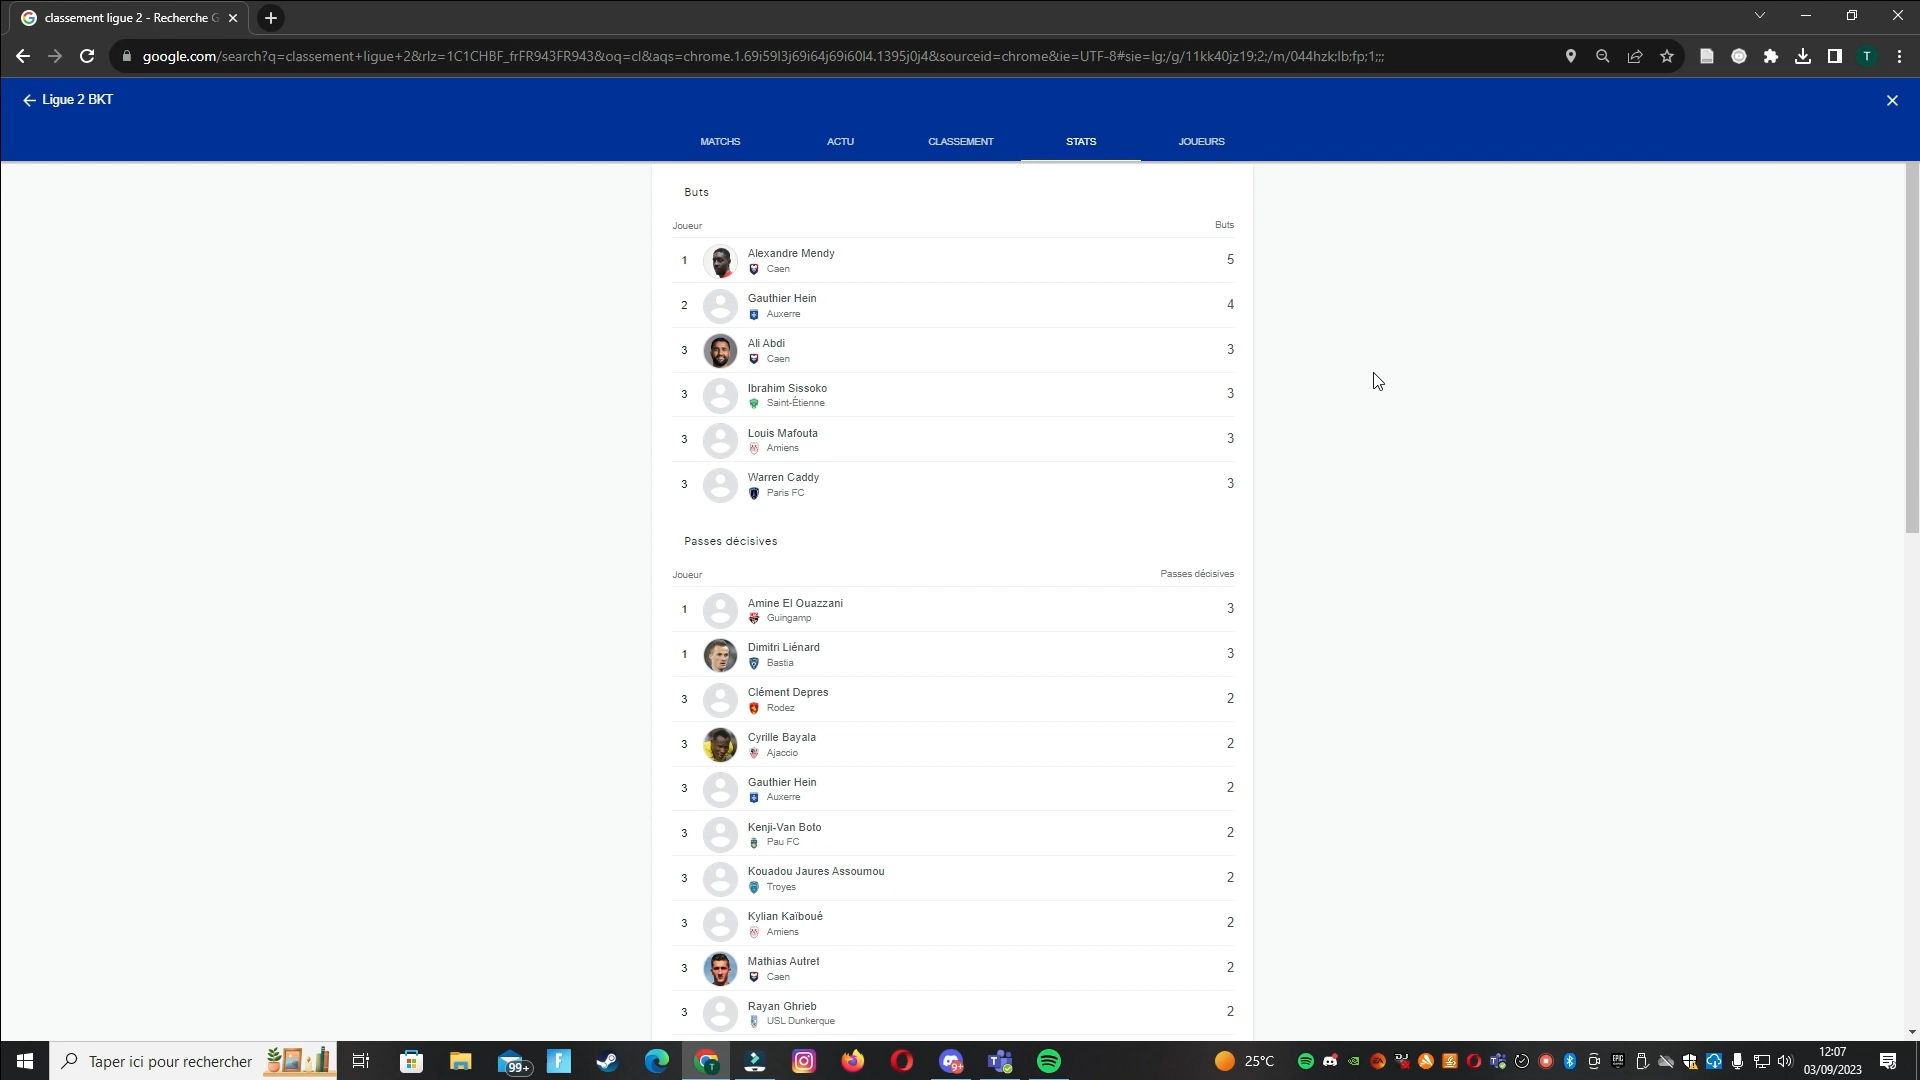 classement ligue 2 - Recherche G
google.com/search?q=classement+ligue+2&rlz=1C1CHBF_frFR943FR943&oq=cl&aqs=chrome.1.69i59l3j69i64j69i60l4.1395j0j4&sourceid=chrome&ie=UTF-8#sie=lg;/g/11kk40jz19;2;/m/044hzk;lb;fp;1;;;
T
Ligue 2 BKT
MATCHS ACTU CLASSEMENT STATS JOUEURS
Buts
Joueur Buts
1 Alexandre Mendy 5
Caen
2 Gauthier Hein 4
Auxerre
3 Ali Abdi 3
Caen
3 Ibrahim Sissoko 3
Saint-Étienne
3 Louis Mafouta 3
Amiens
3 Warren Caddy 3
Paris FC
Passes décisives
Joueur Passes décisives
1 Amine El Ouazzani 3
Guingamp
1 Dimitri Liénard 3
Bastia
3 Clément Depres 2
Rodez
3 Cyrille Bayala 2
Ajaccio
3 Gauthier Hein 2
Auxerre
3 Kenji-Van Boto 2
Pau FC
3 Kouadou Jaures Assoumou 2
Troyes
3 Kylian Kaïboué 2
Amiens
3 Mathias Autret 2
Caen
3 Rayan Ghrieb 2
USL Dunkerque
Taper ici pour rechercher 99+ 9+ 25°C 12:07
03/09/2023